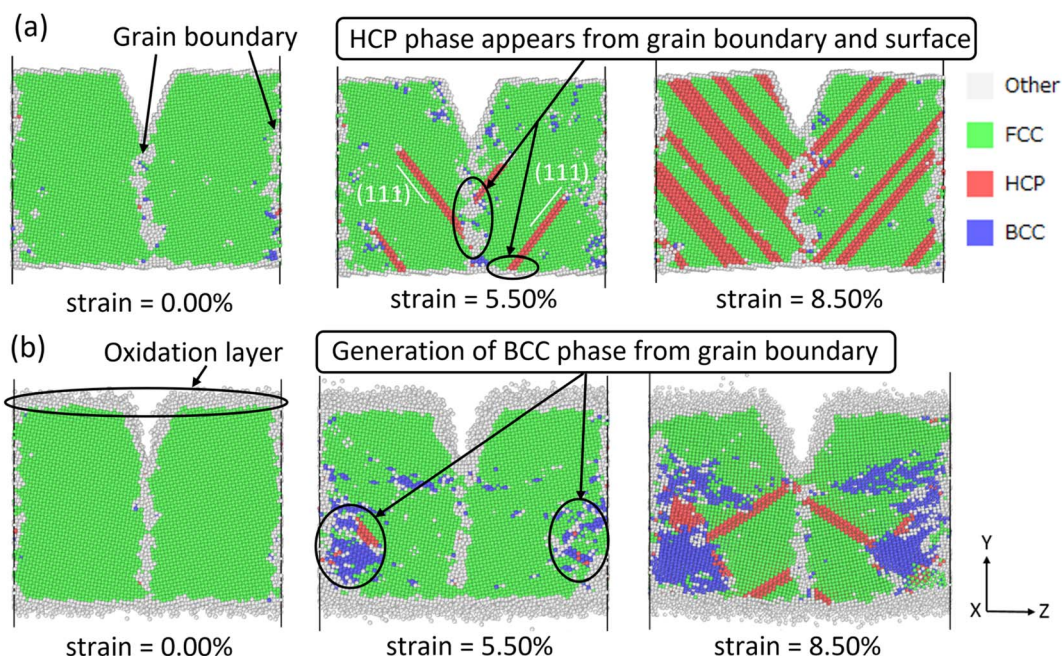 (a)
Grain boundary
HCP phase appears from grain boundary and surface
Other
FCC
HCP
BCC
(111)
(111)
strain = 0.00%
strain = 5.50%
strain = 8.50%
(b)
Oxidation layer
Generation of BCC phase from grain boundary
Y
X
Z
strain = 0.00%
strain = 5.50%
strain = 8.50%